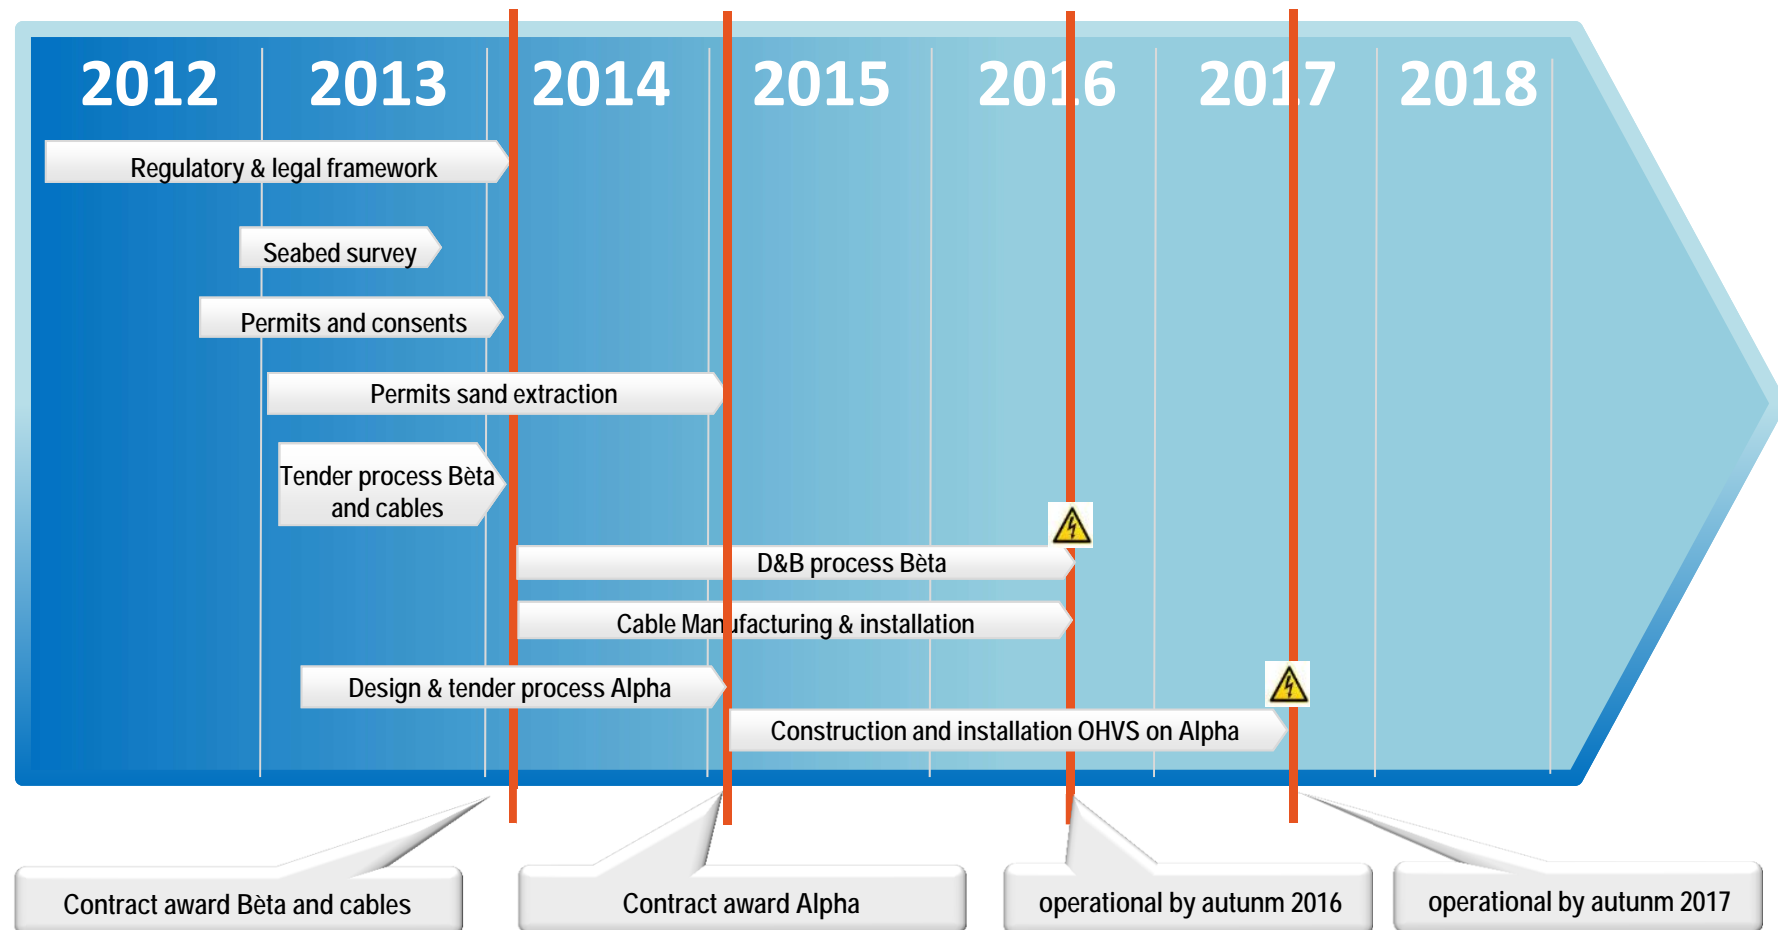 2012 2013 2014 2015 2016 2017 2018
Regulatory & legal framework
Seabed survey
Permits and consents
Permits sand extraction
Tender process Bèta
and cables
D&B process Bèta
Cable Manufacturing & installation
Design & tender process Alpha
Construction and installation OHVS on Alpha
Contract award Bèta and cables
Contract award Alpha
operational by autunm 2016
operational by autunm 2017